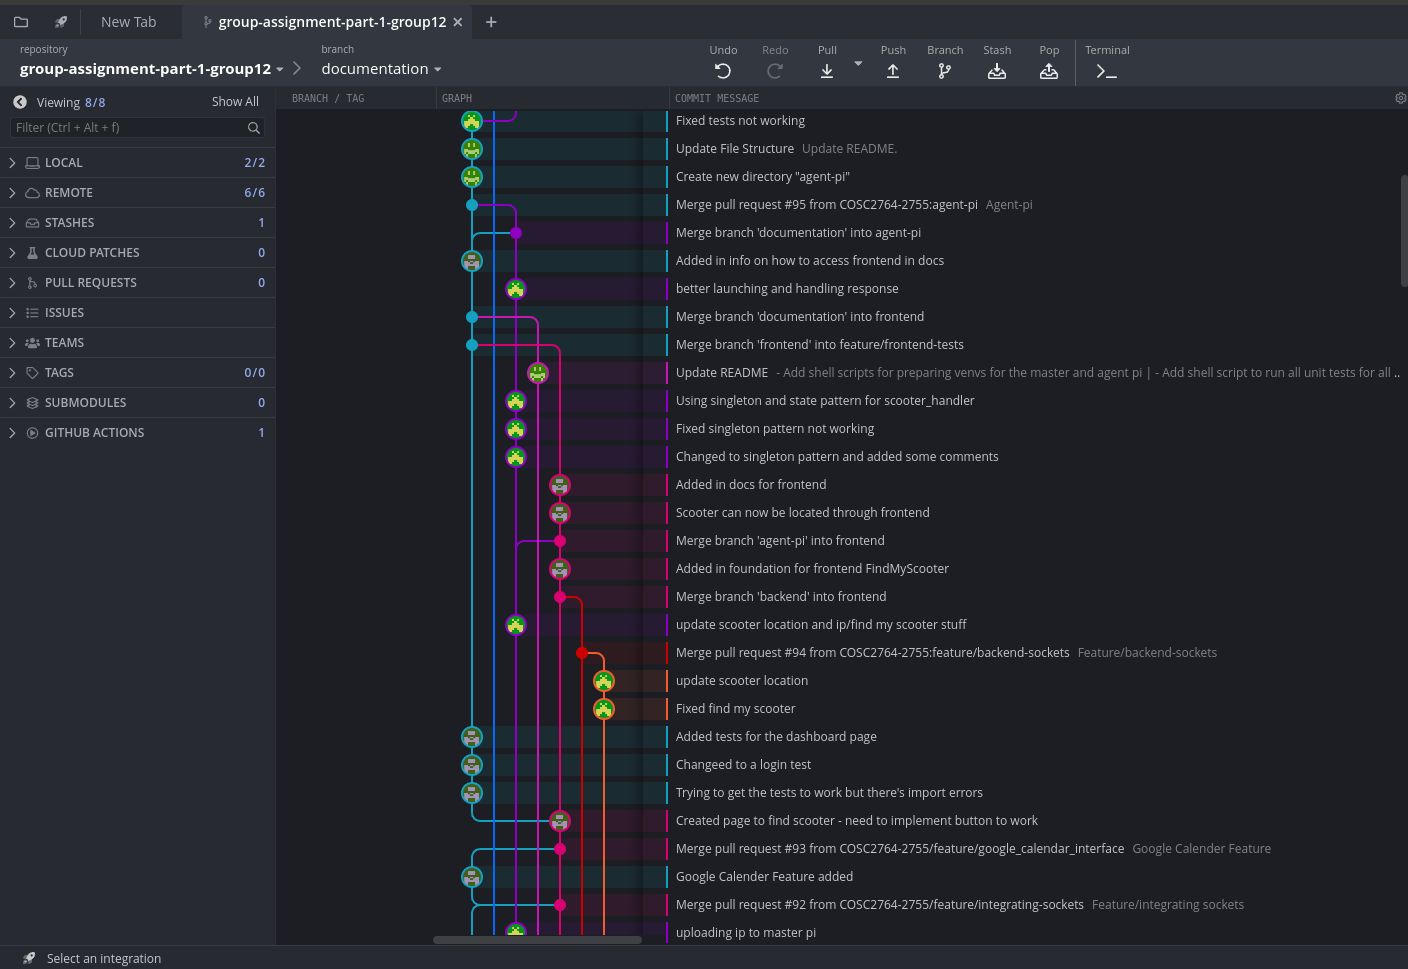 New Tab
group-assignment-part-1-group12
repository
group-assignment-part-1-group12
branch
documentation
Undo
Redo
Pull
Push
Branch
Stash
Pop
Terminal
Viewing 8/8
Show All
Filter (Ctrl + Alt + f)
LOCAL 2/2
REMOTE 6/6
STASHES 1
CLOUD PATCHES 0
PULL REQUESTS 0
ISSUES
TEAMS
TAGS 0/0
SUBMODULES 0
GITHUB ACTIONS 1
BRANCH / TAG
GRAPH
COMMIT MESSAGE
Fixed tests not working
Update File Structure Update README.
Create new directory "agent-pi"
Merge pull request #95 from COSC2764-2755:agent-pi Agent-pi
Merge branch 'documentation' into agent-pi
Added in info on how to access frontend in docs
better launching and handling response
Merge branch 'documentation' into frontend
Merge branch 'frontend' into feature/frontend-tests
Update README - Add shell scripts for preparing venvs for the master and agent pi | - Add shell script to run all unit tests for all ..
Using singleton and state pattern for scooter_handler
Fixed singleton pattern not working
Changed to singleton pattern and added some comments
Added in docs for frontend
Scooter can now be located through frontend
Merge branch 'agent-pi' into frontend
Added in foundation for frontend FindMyScooter
Merge branch 'backend' into frontend
update scooter location and ip/find my scooter stuff
Merge pull request #94 from COSC2764-2755:feature/backend-sockets Feature/backend-sockets
update scooter location
Fixed find my scooter
Added tests for the dashboard page
Changeed to a login test
Trying to get the tests to work but there's import errors
Created page to find scooter - need to implement button to work
Merge pull request #93 from COSC2764-2755/feature/google_calendar_interface Google Calender Feature
Google Calender Feature added
Merge pull request #92 from COSC2764-2755/feature/integrating-sockets Feature/integrating sockets
uploading ip to master pi
Select an integration